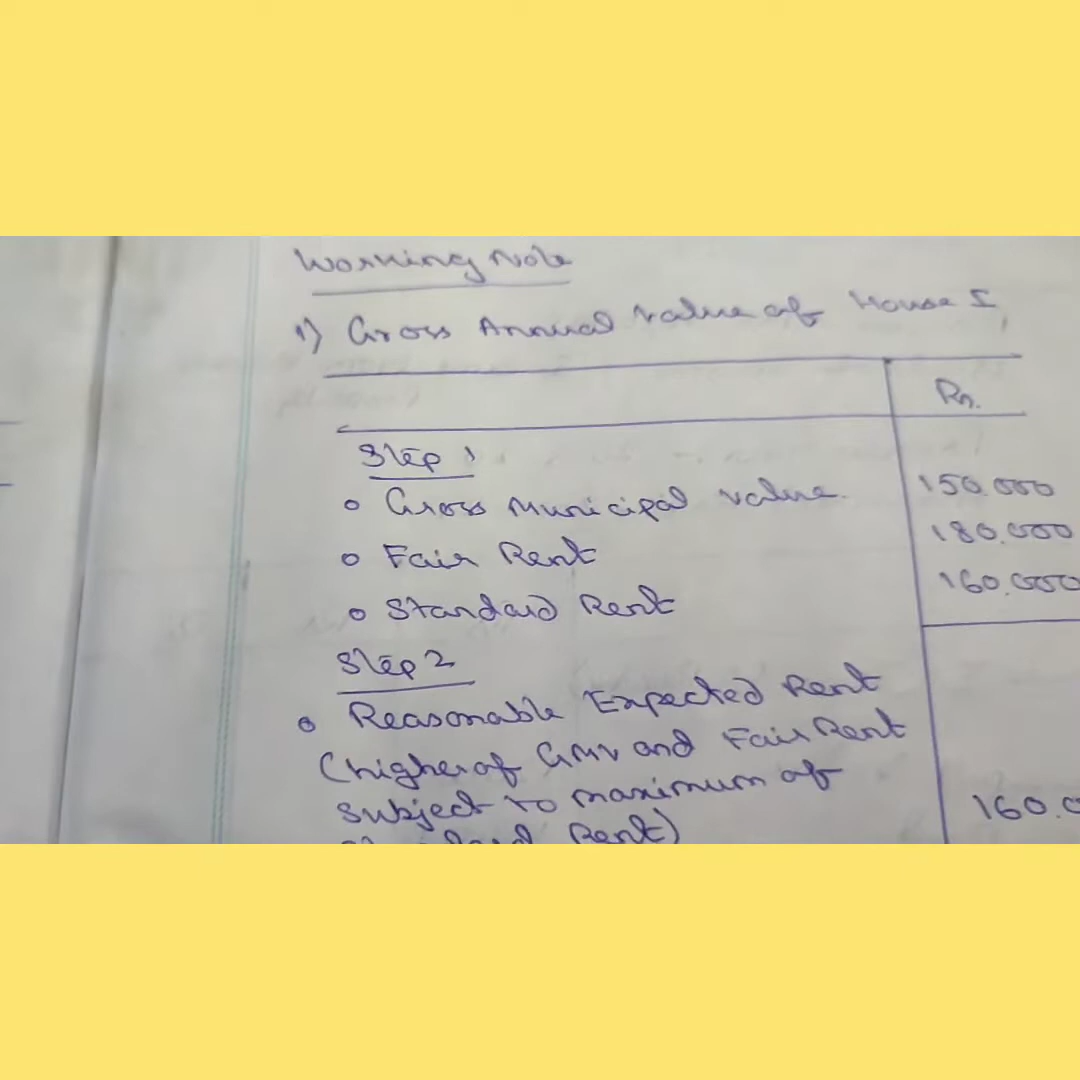 Working Note
1) Gross Annual value of House I
Rs.
Step 1
o Gross Municipal value. 150.000
o Fair Rent 180.000
o Standard Rent 160.000
Step 2
o Reasonable Expected Rent
(higher of GMV and Fair Rent
subject to maximum of
Rent) 160.0